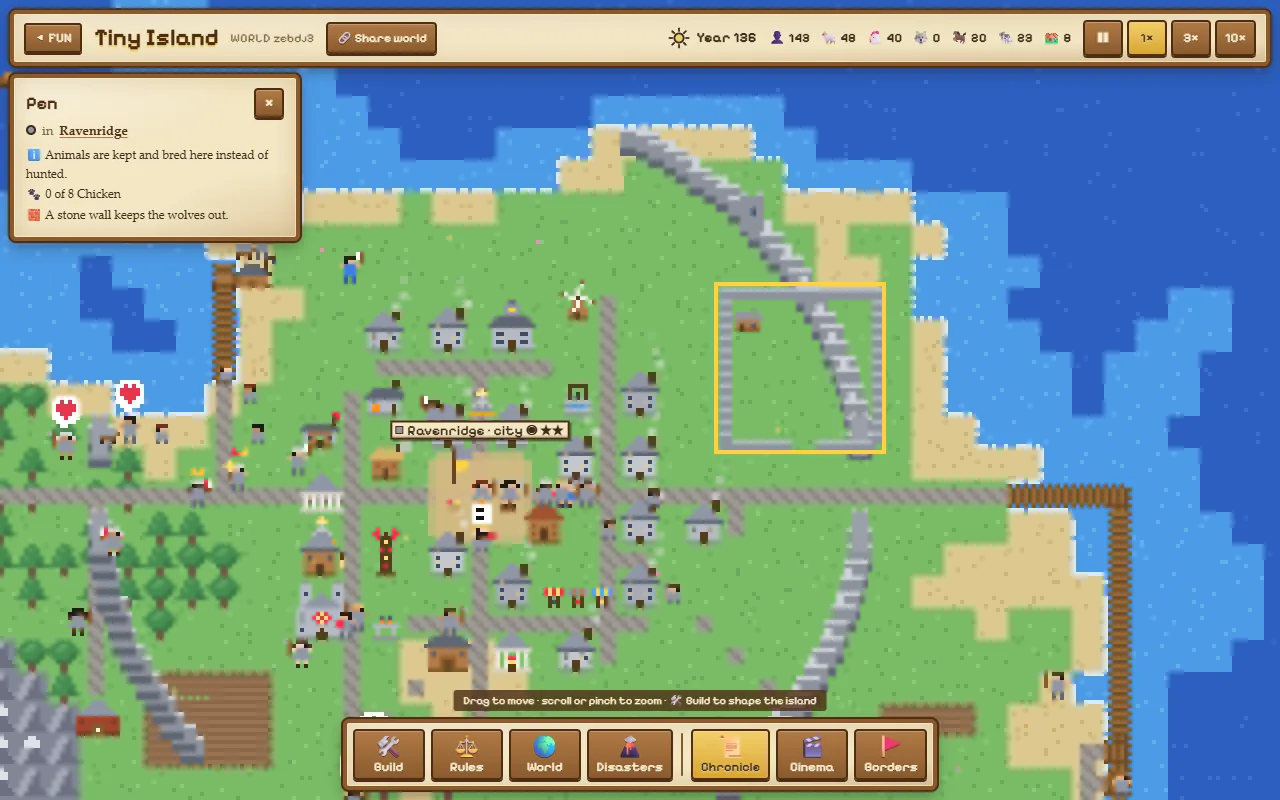 FUN
Tiny Island
WORLD zebdJ3
Share world
Year 136
143
48
40
0
20
23
8
1×
3×
10×
Pen
×
in Ravenridge
Animals are kept and bred here instead of
hunted.
0 of 8 Chicken
A stone wall keeps the wolves out.
Ravenridge · city
Drag to move · scroll or pinch to zoom · Build to shape the island
Build
Rules
World
Disasters
Chronicle
Cinema
Borders